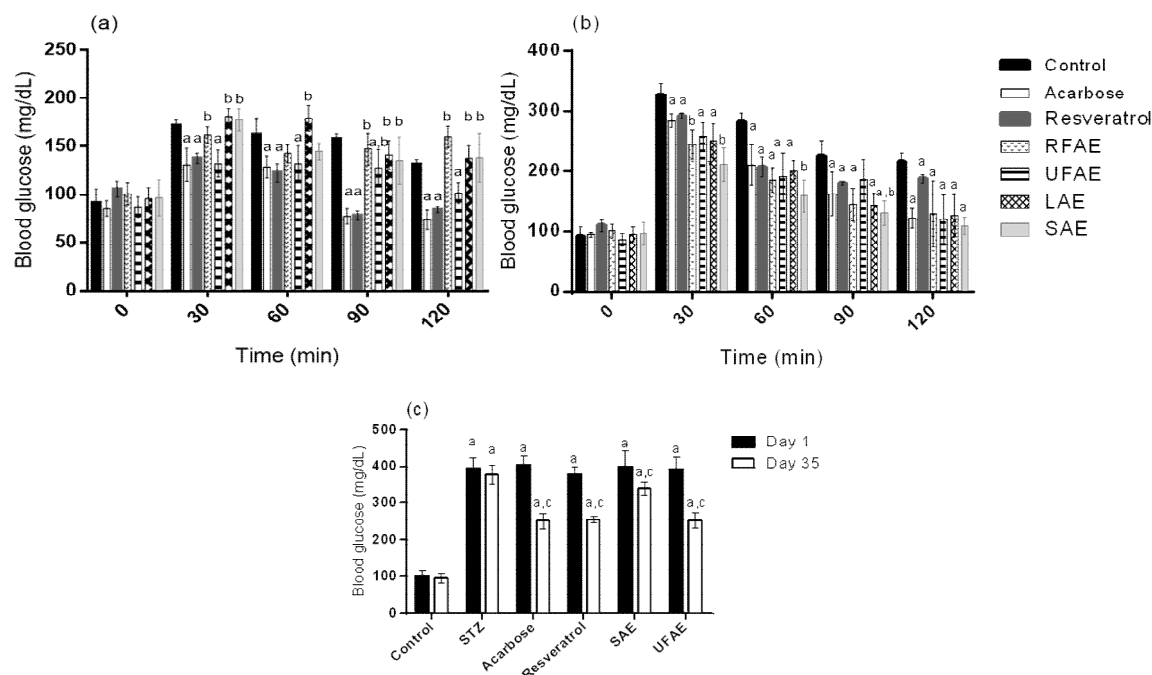 (a)
250
200
150
100
50
0
Blood glucose (mg/dL)
b
b b
a a
a
b
a a
a
a a
b
b
a,b
b b
a a
b
a
b b
0
30
60
90
120
Time (min)
(b)
400
300
200
100
0
Blood glucose (mg/dL)
a a
b
a a
b
a
a
a
a a
b
a
a
a
a
a, b
a
a
a
a a
a
0
30
60
90
120
Time (min)
Control
Acarbose
Resveratrol
RFAE
UFAE
LAE
SAE
(c)
500
400
300
200
100
0
Blood glucose (mg/dL)
a
a
a
a,c
a
a,c
a
a,c
a
a,c
Control
STZ
Acarbose
Resveratrol
SAE
UFAE
Day 1
Day 35